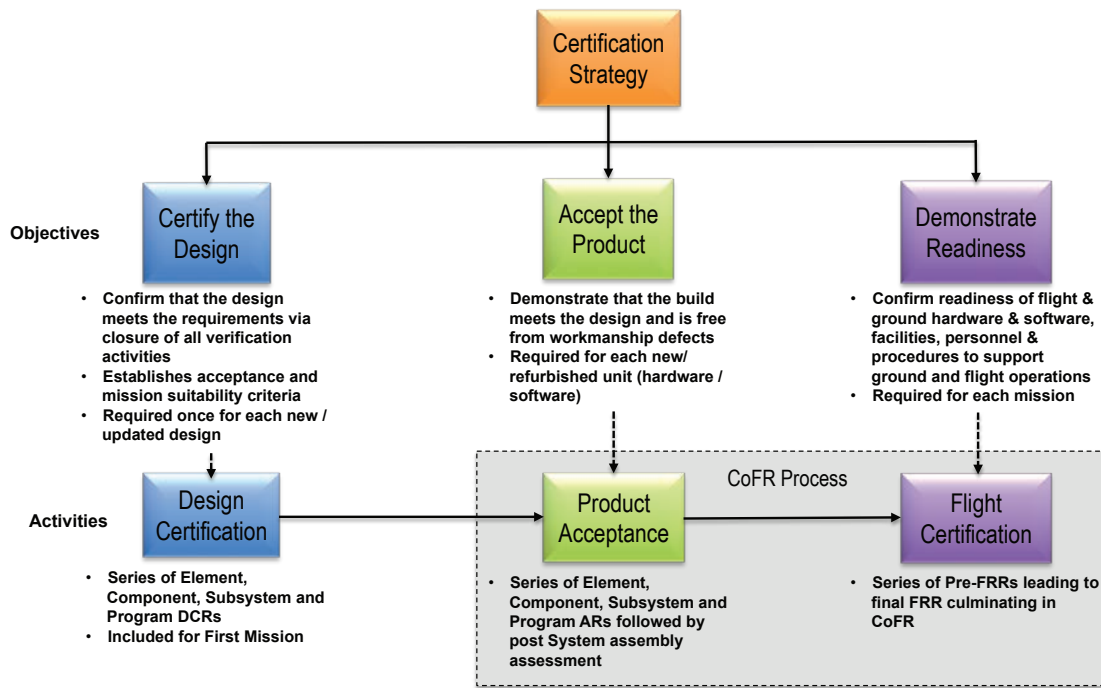 Certification
Strategy
Objectives
Certify the
Design
Accept the
Product
Demonstrate
Readiness
• Confirm that the design
meets the requirements via
closure of all verification
activities
• Establishes acceptance and
mission suitability criteria
• Required once for each new /
updated design
• Demonstrate that the build
meets the design and is free
from workmanship defects
• Required for each new/
refurbished unit (hardware /
software)
• Confirm readiness of flight &
ground hardware & software,
facilities, personnel &
procedures to support
ground and flight operations
• Required for each mission
CoFR Process
Activities
Design
Certification
Product
Acceptance
Flight
Certification
• Series of Element,
Component, Subsystem and
Program DCRs
• Included for First Mission
• Series of Element,
Component, Subsystem and
Program ARs followed by
post System assembly
assessment
• Series of Pre-FRRs leading to
final FRR culminating in
CoFR